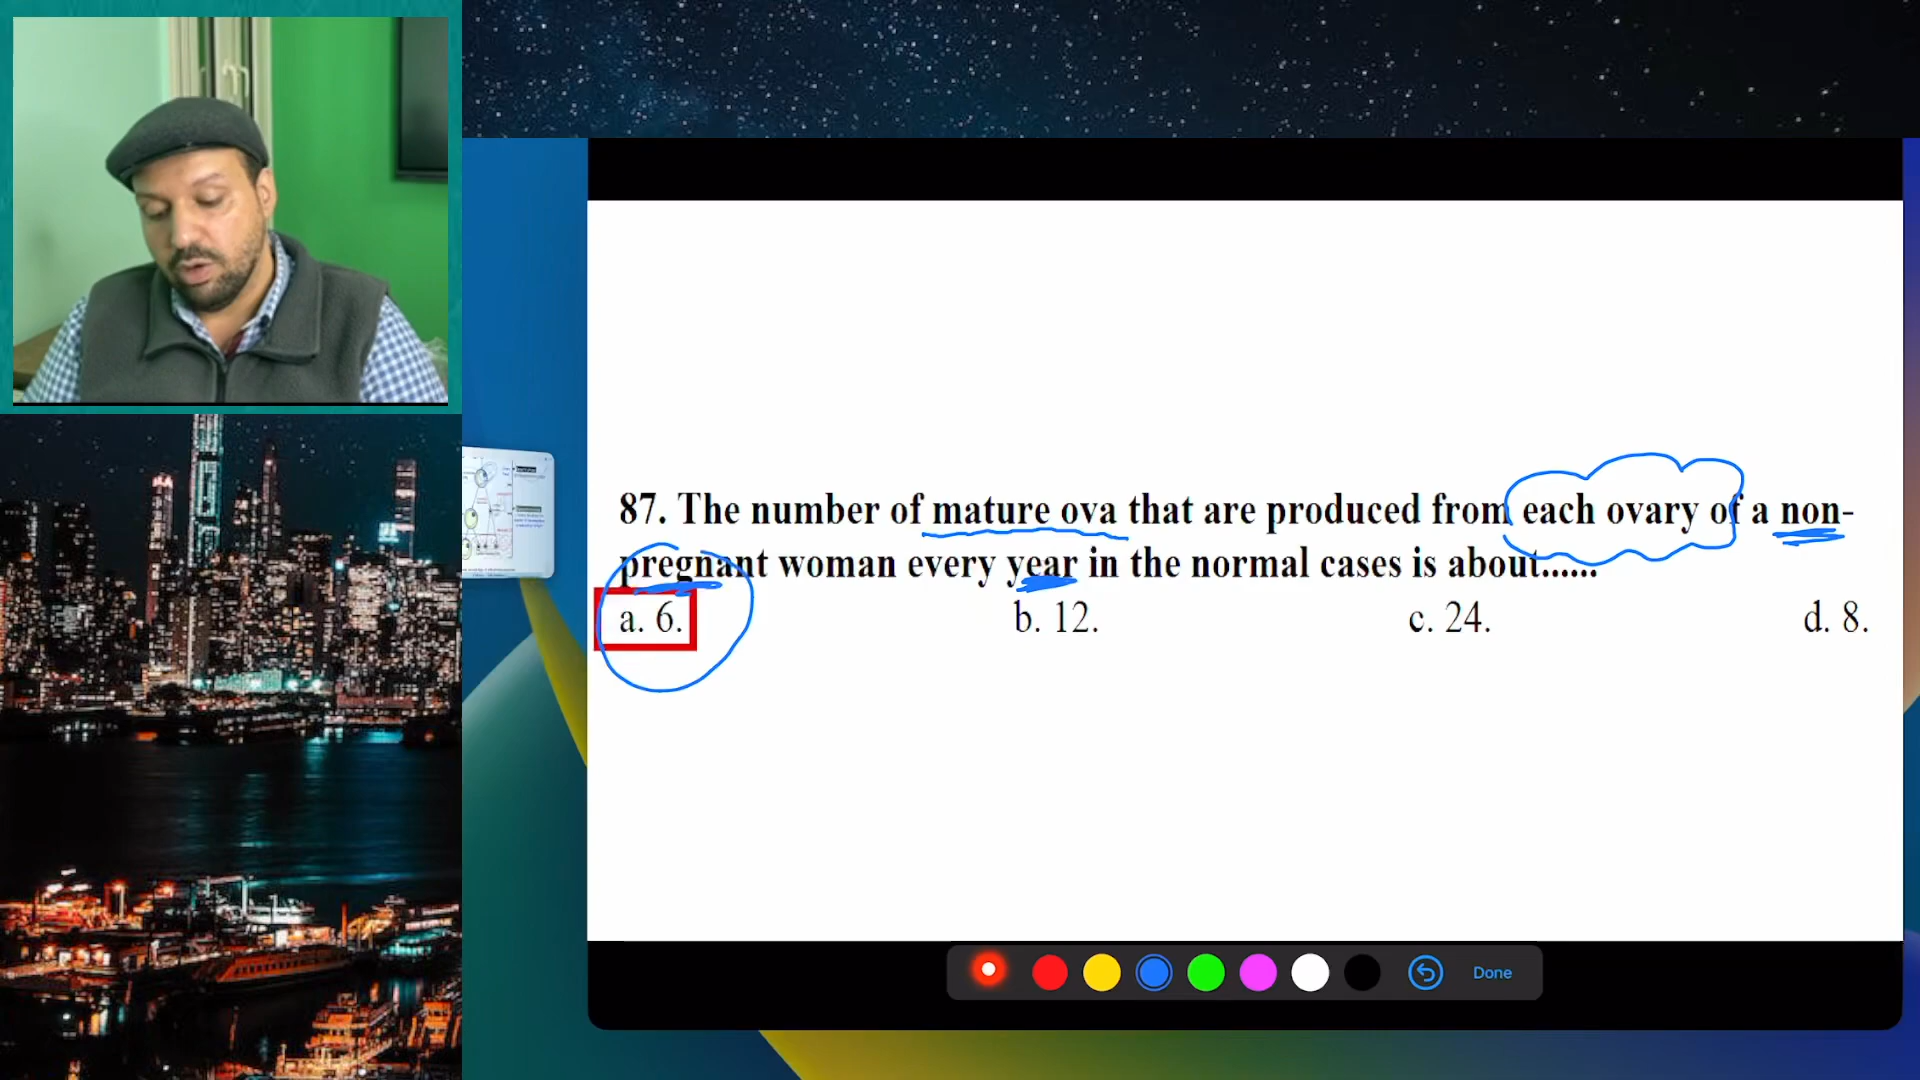 87. The number of mature ova that are produced from each ovary of a non-
pregnant woman every year in the normal cases is about......
a. 6. b. 12. c. 24. d. 8.
Done